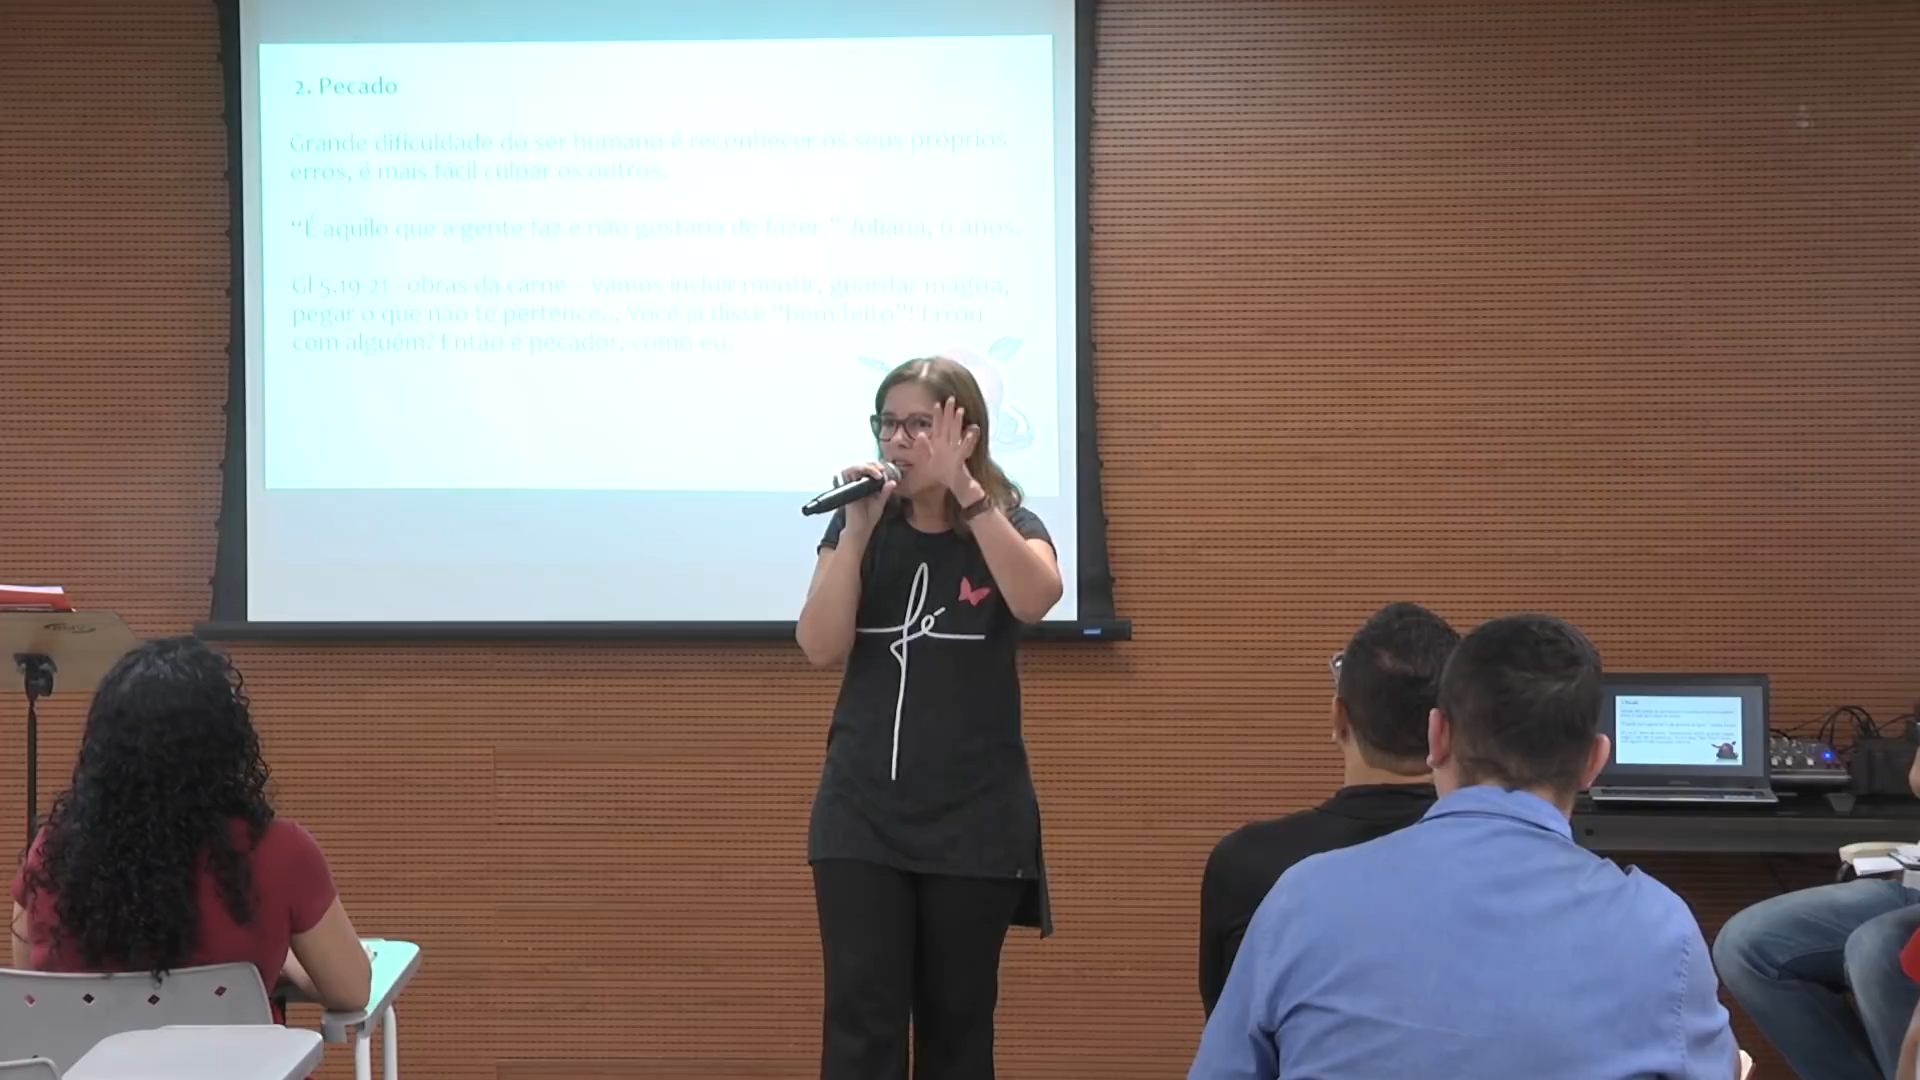 2. Pecado
Grande dificuldade do ser humano é reconhecer os seus próprios
erros, é mais fácil culpar os outros.
“É aquilo que a gente faz e não gostaria de fazer.” Juliana, 6 anos.
Gl 5.19-21 - obras da carne – vamos incluir mentir, guardar mágoa,
pegar o que não te pertence... Você já disse “bem feito”! Errou
com alguém? Então é pecador, como eu.
fé